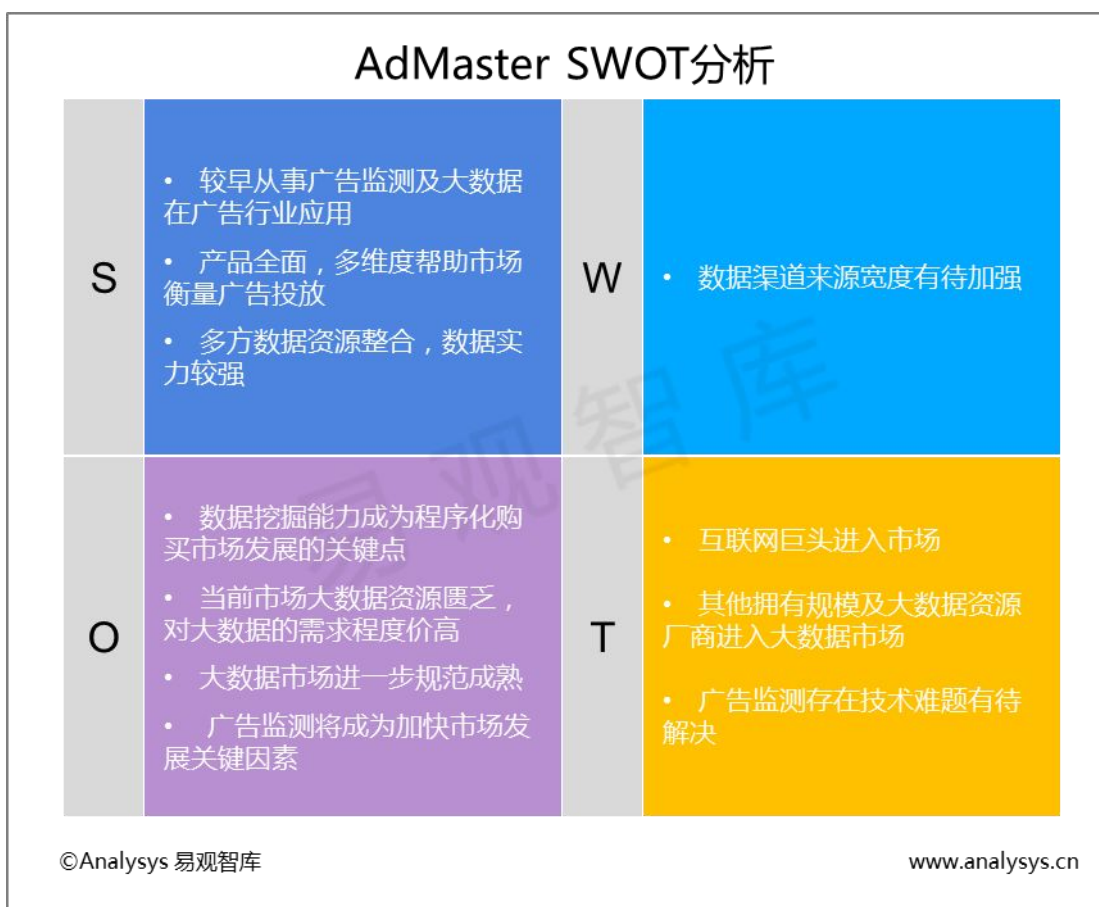 AdMaster SWOT分析
S
• 较早从事广告监测及大数据
在广告行业应用
• 产品全面，多维度帮助市场
衡量广告投放
• 多方数据资源整合，数据实
力较强
W
• 数据渠道来源宽度有待加强
O
• 数据挖掘能力成为程序化购
买市场发展的关键点
• 当前市场大数据资源匮乏，
对大数据的需求程度价高
• 大数据市场进一步规范成熟
• 广告监测将成为加快市场发
展关键因素
T
• 互联网巨头进入市场
• 其他拥有规模及大数据资源
厂商进入大数据市场
• 广告监测存在技术难题有待
解决
易观智库
©Analysys 易观智库
www.analysys.cn